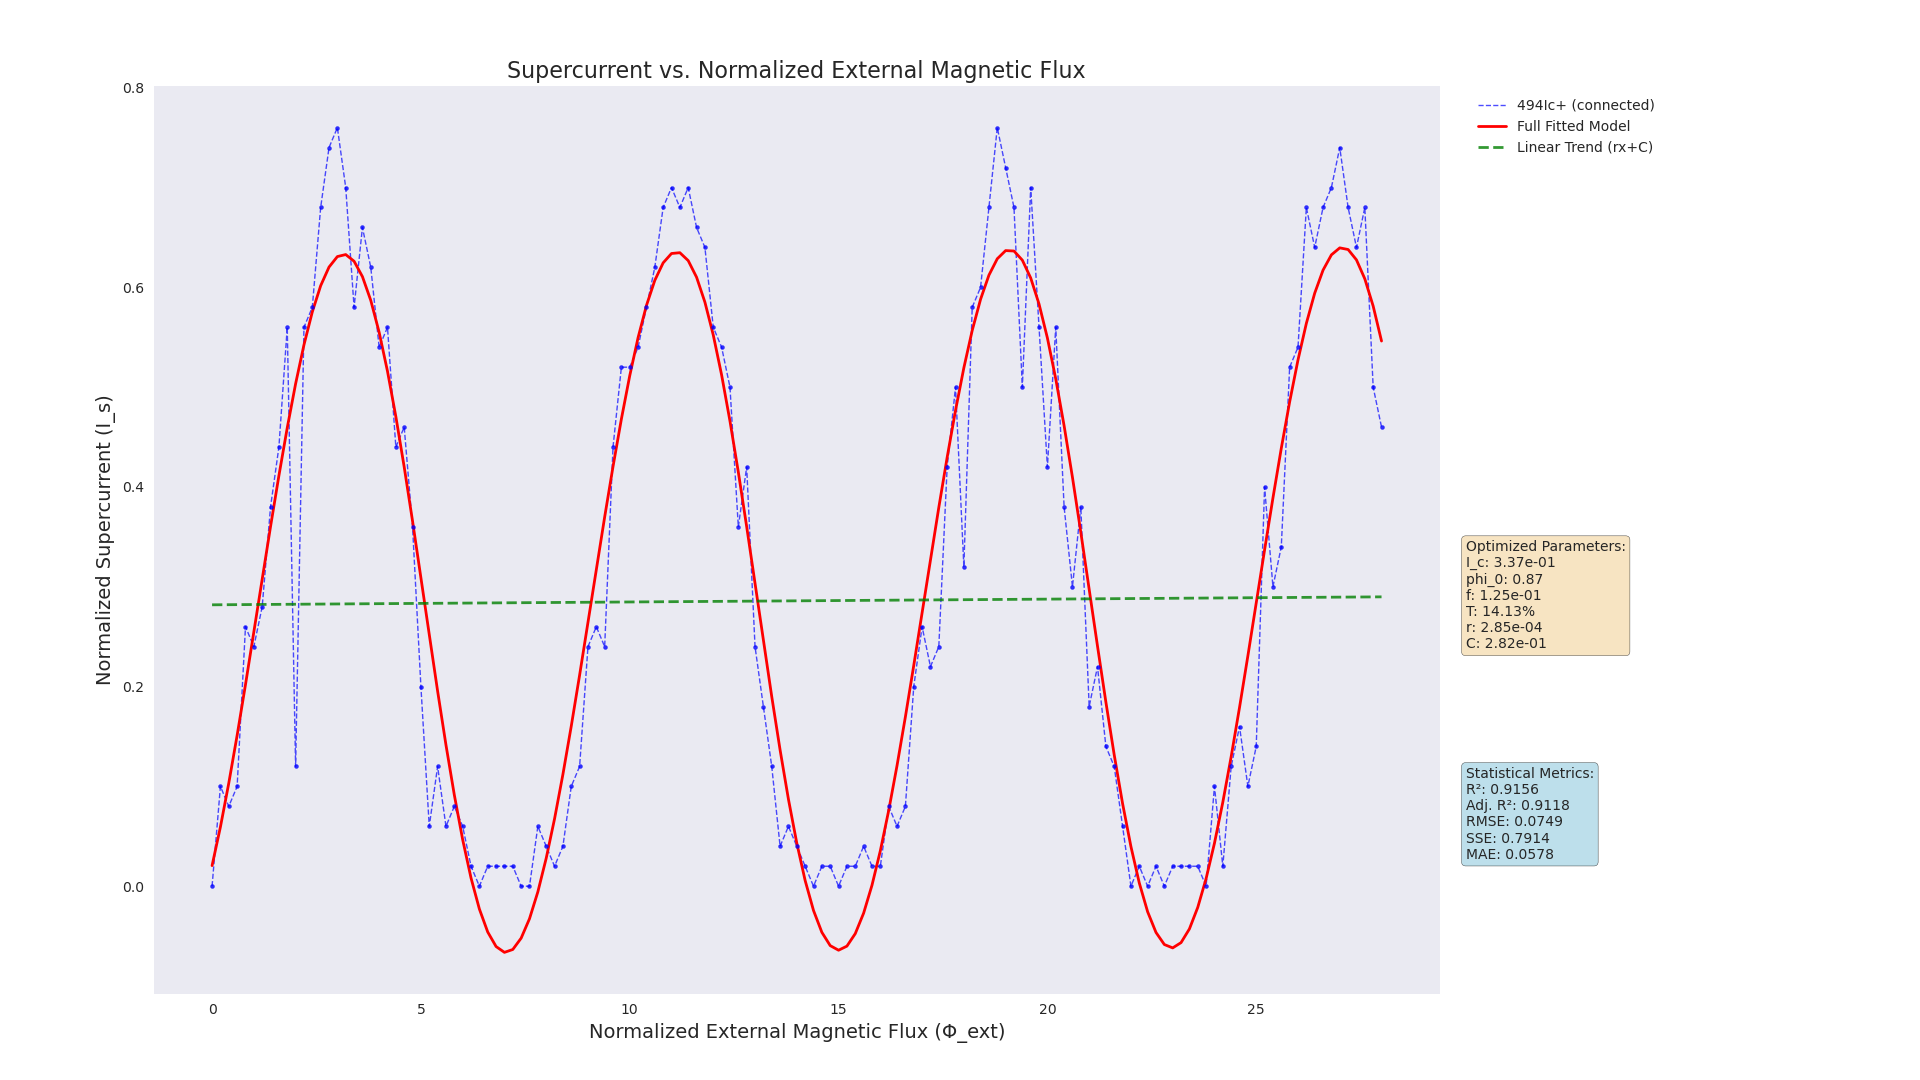 Supercurrent vs. Normalized External Magnetic Flux
0.8
0.6
0.4
0.2
0.0
Normalized Supercurrent (I_s)
0
5
10
15
20
25
Normalized External Magnetic Flux (Φ_ext)
494Ic+ (connected)
Full Fitted Model
Linear Trend (rx+C)
Optimized Parameters:
I_c: 3.37e-01
phi_0: 0.87
f: 1.25e-01
T: 14.13%
r: 2.85e-04
C: 2.82e-01
Statistical Metrics:
R²: 0.9156
Adj. R²: 0.9118
RMSE: 0.0749
SSE: 0.7914
MAE: 0.0578